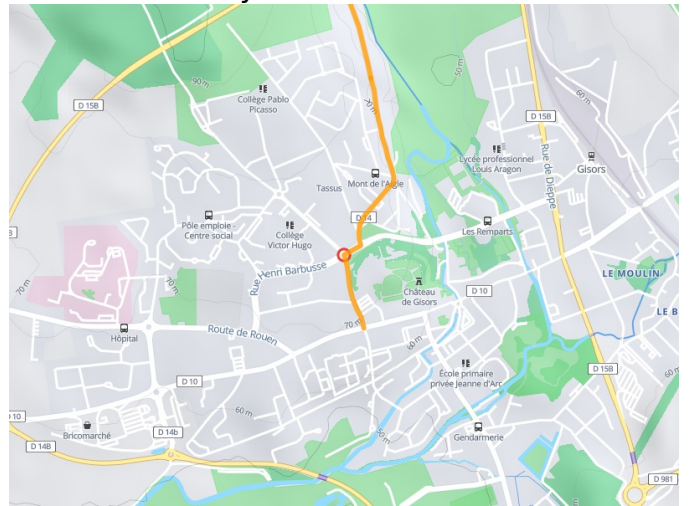 50 m
90 m
Collège Pablo
Picasso
60 m
D 15B
70 m
D 15B
Lycée professionnel
Louis Aragon
Rue de Dieppe
Gisors
Mont de l'Aigle
Tassus
D 14
Pôle emploie -
Centre social
Collège
Victor Hugo
Les Remparts
Rue Henri Barbusse
LE MOULIN
70 m
70 m
Château
de Gisors
D 10
LE B
70 m
Route de Rouen
Hôpital
60 m
École primaire
privée Jeanne d'Arc
D 15B
D 10
60 m
10
Bricomarché
D 14b
D 14B
50 m
Gendarmerie
D 981